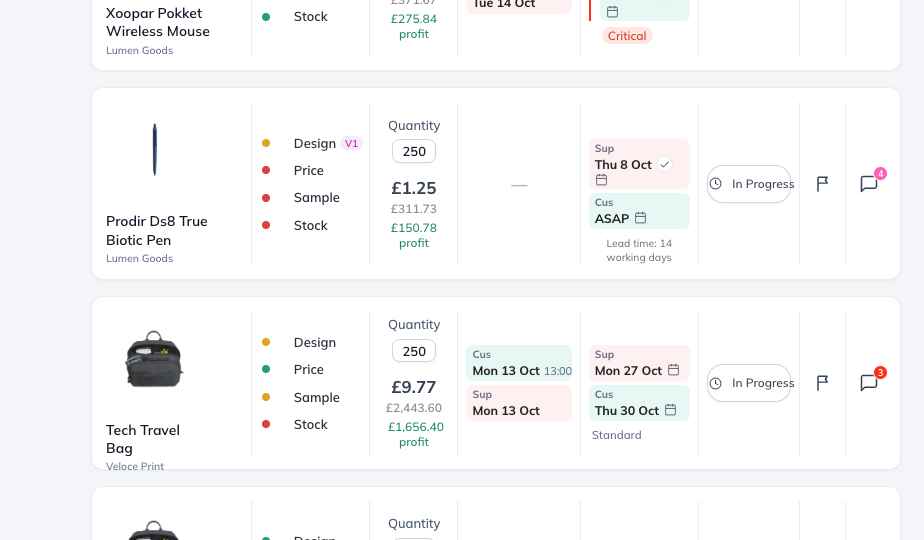 Xoopar Pokket
Wireless Mouse
Lumen Goods
Stock
£275.84
profit
Tue 14 Oct
Critical
Prodir Ds8 True
Biotic Pen
Lumen Goods
Design V1
Price
Sample
Stock
Quantity
250
£1.25
£311.73
£150.78
profit
—
Sup
Thu 8 Oct
Cus
ASAP
Lead time: 14
working days
In Progress
4
Tech Travel
Bag
Veloce Print
Design
Price
Sample
Stock
Quantity
250
£9.77
£2,443.60
£1,656.40
profit
Cus
Mon 13 Oct 13:00
Sup
Mon 13 Oct
Sup
Mon 27 Oct
Cus
Thu 30 Oct
Standard
In Progress
3
Design
Quantity